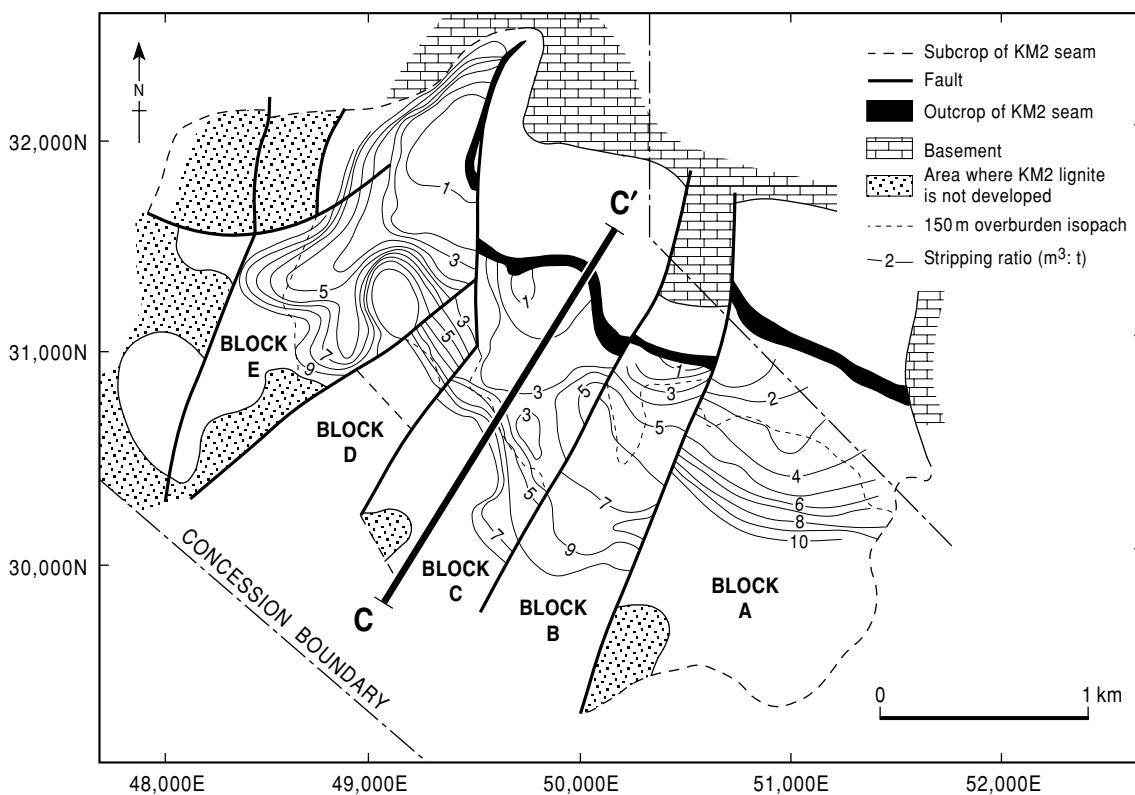 N
32,000N
31,000N
30,000N
48,000E
49,000E
50,000E
51,000E
52,000E
Subcrop of KM2 seam
Fault
Outcrop of KM2 seam
Basement
Area where KM2 lignite
is not developed
150 m overburden isopach
2 Stripping ratio (m³: t)
C′
C
1
3
5
7
9
3
5
1
3
3
5
7
1
3
5
5
7
9
2
4
6
8
10
BLOCK
E
BLOCK
D
BLOCK
C
BLOCK
B
BLOCK
A
CONCESSION BOUNDARY
0 1 km